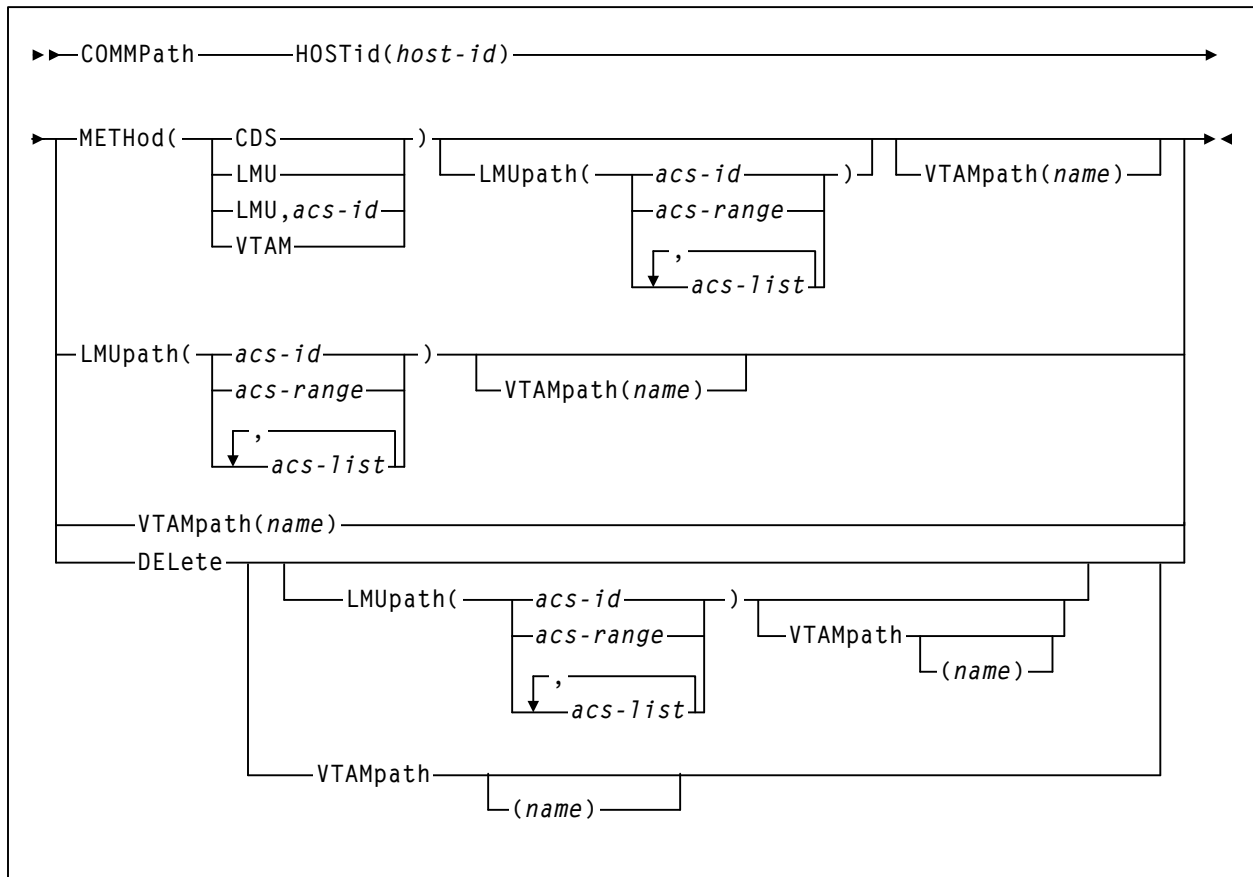 COMMPath HOSTid(host-id)
METHod( CDS ) 
LMU LMUpath( acs-id ) VTAMpath(name)
LMU,acs-id acs-range
VTAM ,
acs-list
LMUpath( acs-id )
acs-range VTAMpath(name)
,
acs-list
VTAMpath(name)
DELete
LMUpath( acs-id )
acs-range VTAMpath
, (name)
acs-list
VTAMpath
(name)